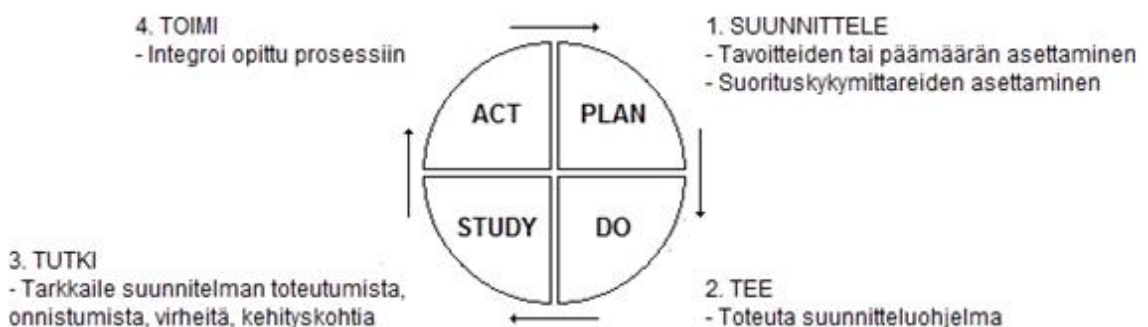 4. TOIMI
- Integroi opittu prosessiin
1. SUUNNITTELE
- Tavoitteiden tai päämäärän asettaminen
- Suorituskykymittareiden asettaminen
ACT
PLAN
STUDY
DO
3. TUTKI
- Tarkkaile suunnitelman toteutumista,
onnistumista, virheitä, kehityskohtia
2. TEE
- Toteuta suunnitteluohjelma